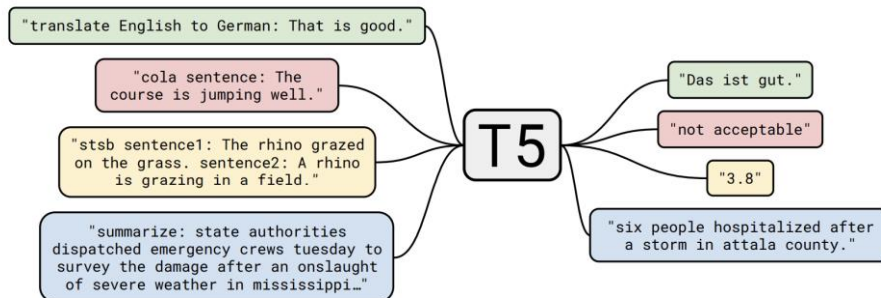 "translate English to German: That is good."
"cola sentence: The
course is jumping well."
"stsb sentence1: The rhino grazed
on the grass. sentence2: A rhino
is grazing in a field."
"summarize: state authorities
dispatched emergency crews tuesday to
survey the damage after an onslaught
of severe weather in mississippi…"
T5
"Das ist gut."
"not acceptable"
"3.8"
"six people hospitalized after
a storm in attala county."